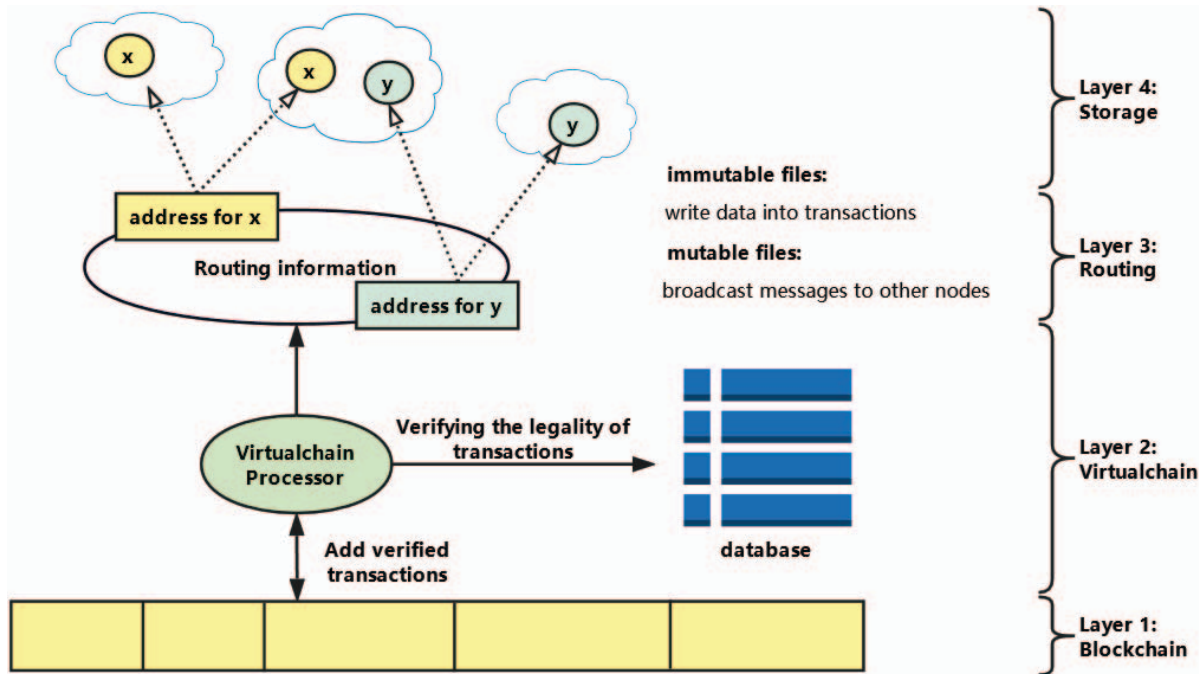 x
x
y
y
Layer 4:
Storage
immutable files:
write data into transactions
address for x
mutable files:
Routing information
broadcast messages to other nodes
address for y
Layer 3:
Routing
Verifying the legality of
transactions
Virtualchain
Processor
Layer 2:
Virtualchain
database
Add verified
transactions
Layer 1:
Blockchain